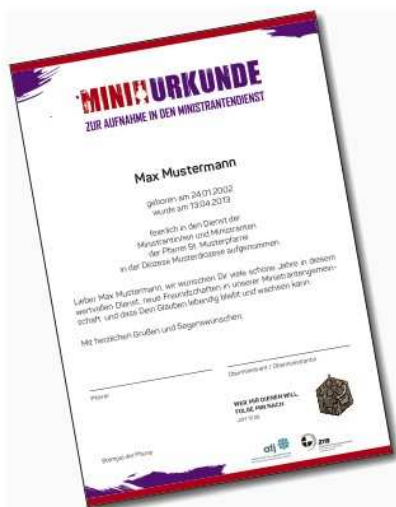 MINI URKUNDE
ZUR AUFNAHME IN DEN MINISTRANTENDIENST
Max Mustermann
geboren am 24.01.2002
wurde am 13.04.2013
feierlich in den Dienst der
Ministrantinnen und Ministranten
der Pfarrei St. Musterpfarrei
in der Diözese Musterdiözese aufgenommen.
Lieber Max Mustermann, wir wünschen Dir viele schöne Jahre in diesem
wertvollen Dienst, neue Freundschaften in unserer Ministrantengemein-
schaft und dass Dein Glauben lebendig bleibt und wachsen kann.
Mit herzlichen Grüßen und Segenswünschen,
Pfarrer
Oberministrant / Oberministrantin
WER MIR DIENEN WILL,
FOLGE MIR NACH.
Stempel der Pfarrei
afj